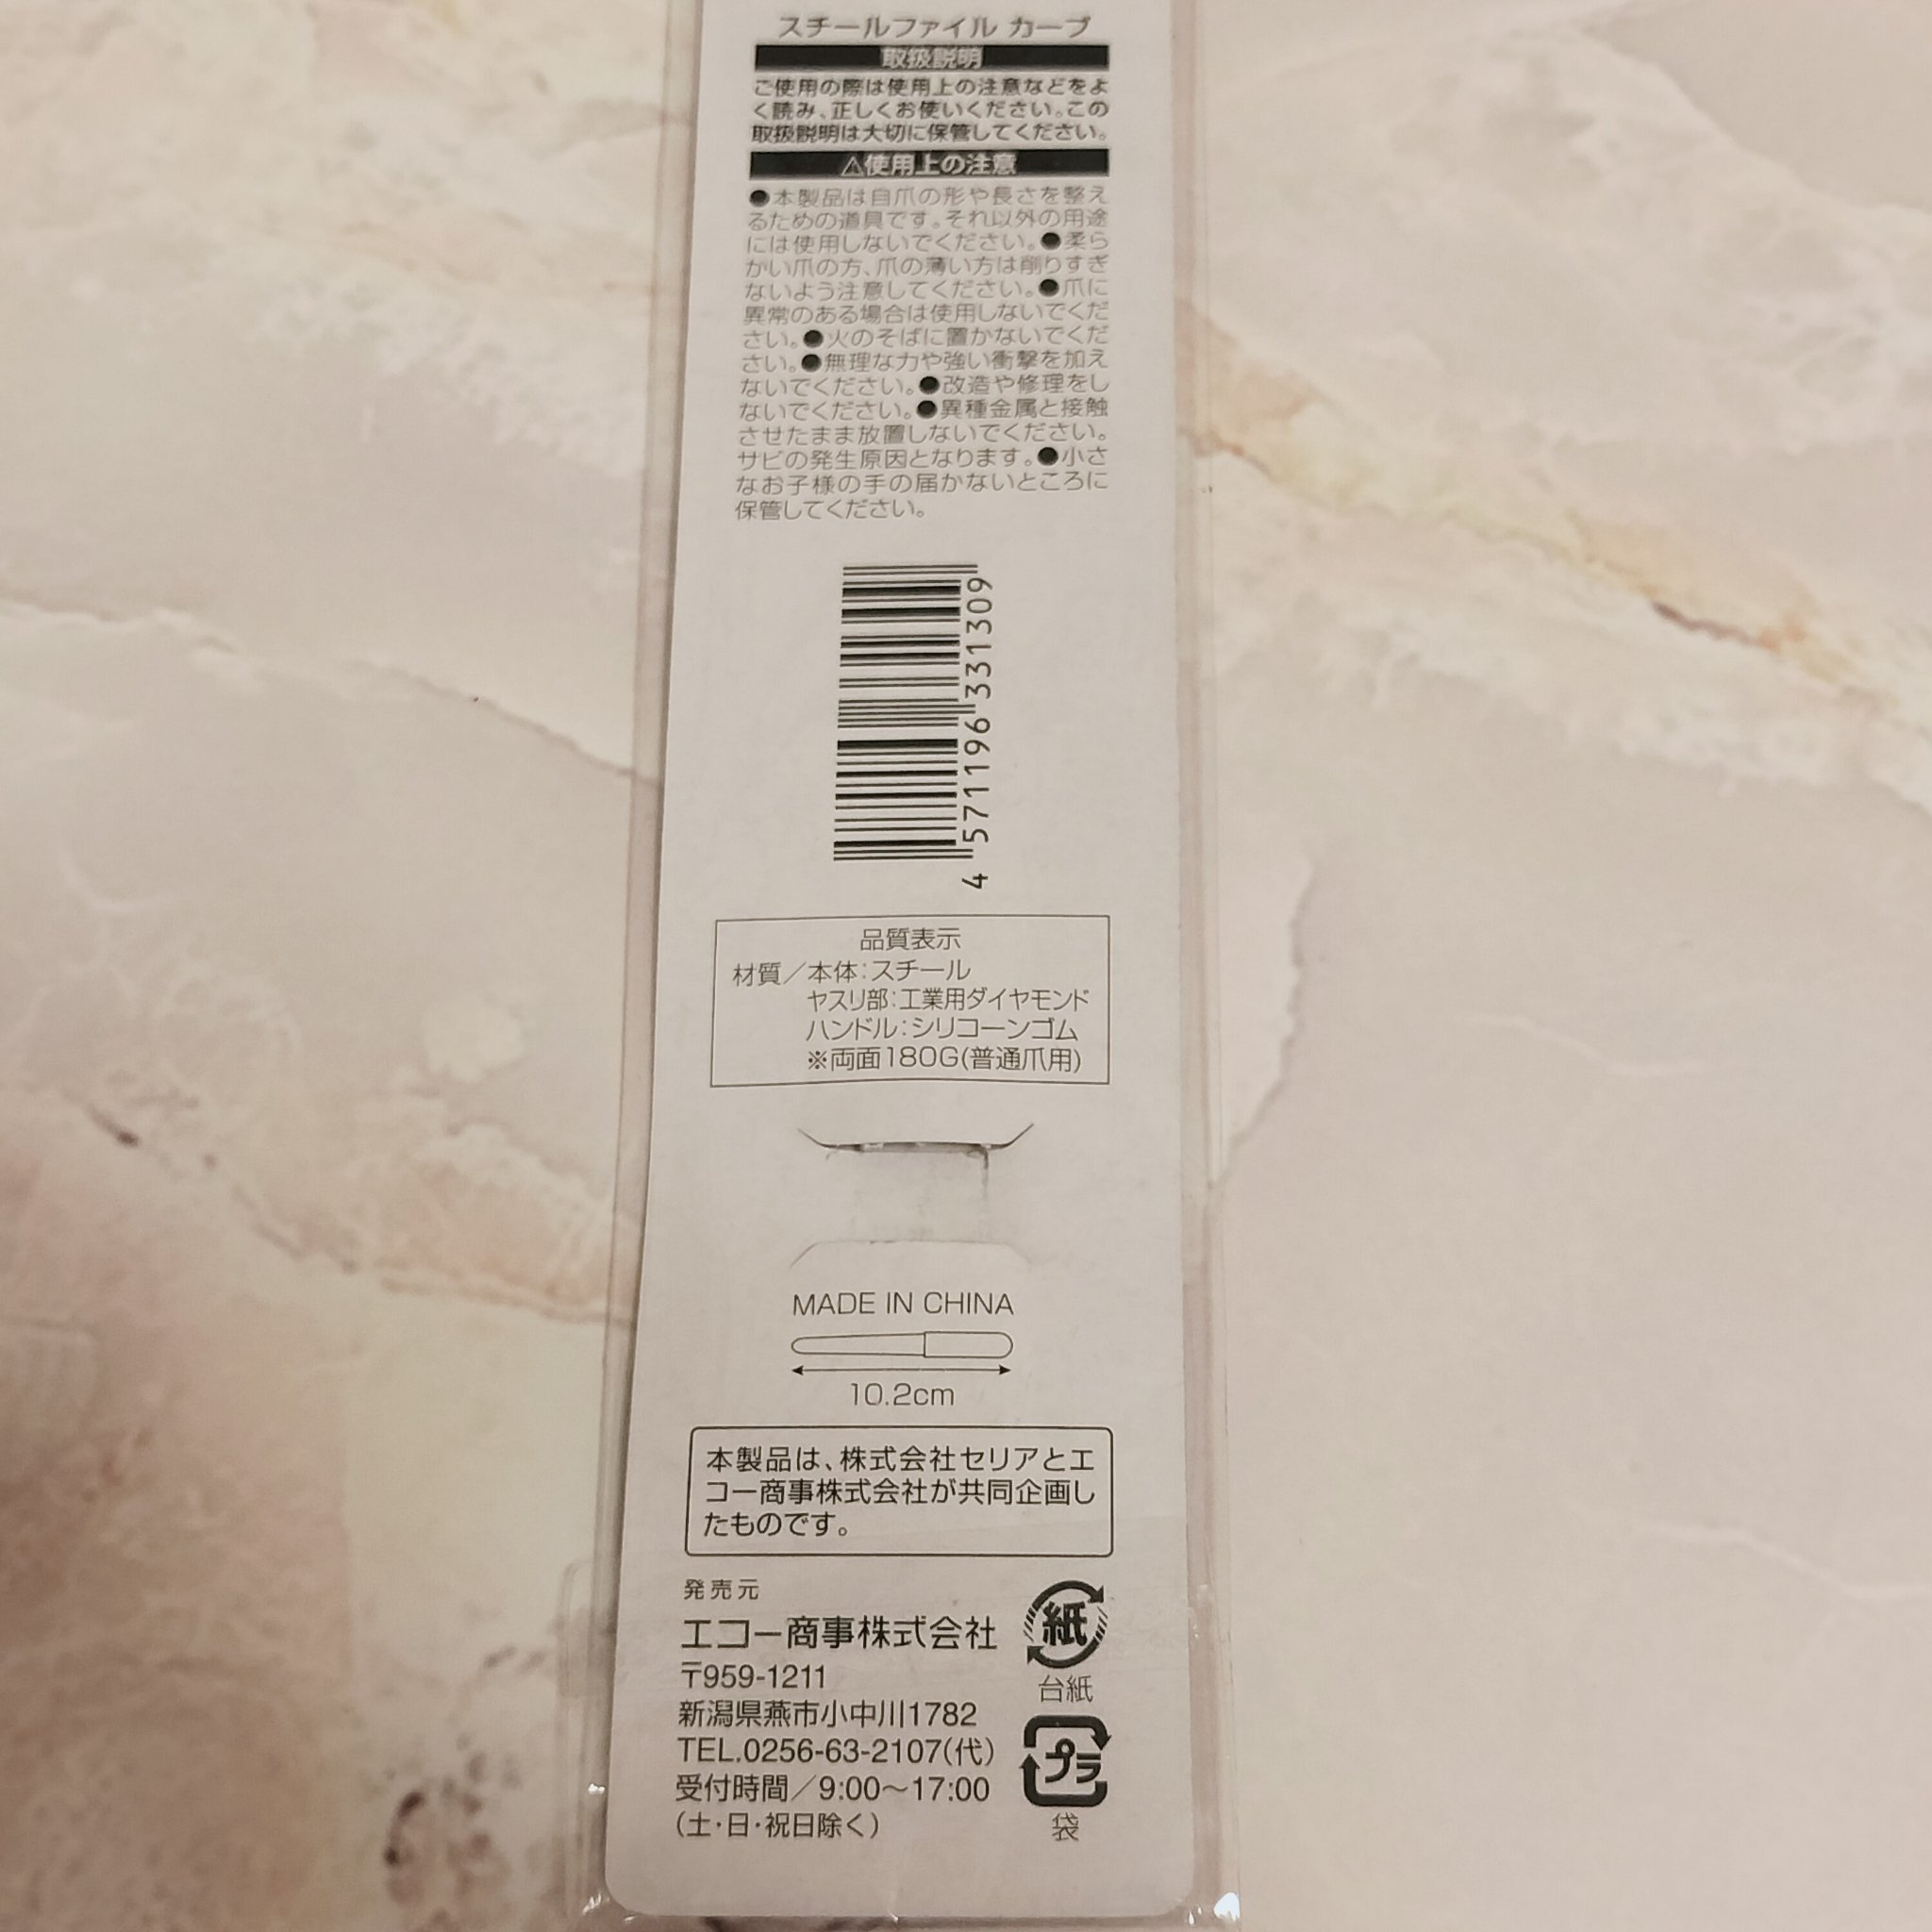 スチールファイル カーブ
取扱説明
ご使用の際は使用上の注意などをよ
く読み、正しくお使いください。この
取扱説明は大切に保管してください。
⚠使用上の注意
●本製品は自爪の形や長さを整え
るための道具です。それ以外の用途
には使用しないでください。●柔ら
かい爪の方、爪の薄い方は削りすぎ
ないよう注意してください。●爪に
異常のある場合は使用しないでくだ
さい。●火のそばに置かないでくだ
さい。●無理な力や強い衝撃を加え
ないでください。●改造や修理をし
ないでください。●異種金属と接触
させたまま放置しないでください。
サビの発生原因となります。●小さ
なお子様の手の届かないところに
保管してください。
4 571196 331309
品質表示
材質／本体：スチール
ヤスリ部：工業用ダイヤモンド
ハンドル：シリコーンゴム
※両面180G(普通爪用)
MADE IN CHINA
10.2cm
本製品は、株式会社セリアとエ
コー商事株式会社が共同企画し
たものです。
発売元
エコー商事株式会社
〒959-1211
新潟県燕市小中川1782
TEL.0256-63-2107(代)
受付時間／9:00〜17:00
(土・日・祝日除く)
紙
台紙
プラ
袋